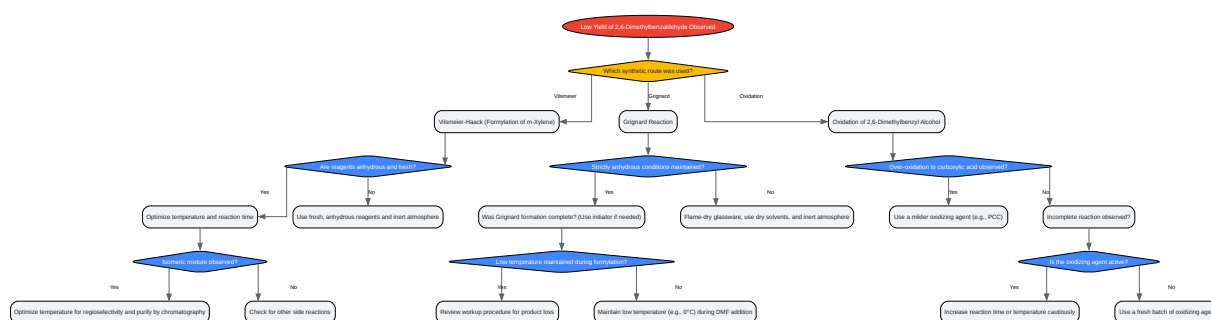 Low Yield of 2,6-Dimethylbenzaldehyde Observed
Which synthetic route was used?
Vilsmeier
Grignard
Oxidation
Vilsmeier-Haack (Formylation of m-Xylene)
Grignard Reaction
Oxidation of 2,6-Dimethylbenzyl Alcohol
Are reagents anhydrous and fresh?
Strictly anhydrous conditions maintained?
Over-oxidation to carboxylic acid observed?
Yes
No
Yes
No
Yes
No
Optimize temperature and reaction time
Use fresh, anhydrous reagents and inert atmosphere
Was Grignard formation complete? (Use initiator if needed)
Flame-dry glassware, use dry solvents, and inert atmosphere
Use a milder oxidizing agent (e.g., PCC)
Incomplete reaction observed?
Isomeric mixture observed?
Low temperature maintained during formylation?
Is the oxidizing agent active?
Yes
No
Yes
No
Yes
No
Optimize temperature for regioselectivity and purify by chromatography
Check for other side reactions
Review workup procedure for product loss
Maintain low temperature (e.g., 0°C) during DMF addition
Increase reaction time or temperature cautiously
Use a fresh batch of oxidizing age